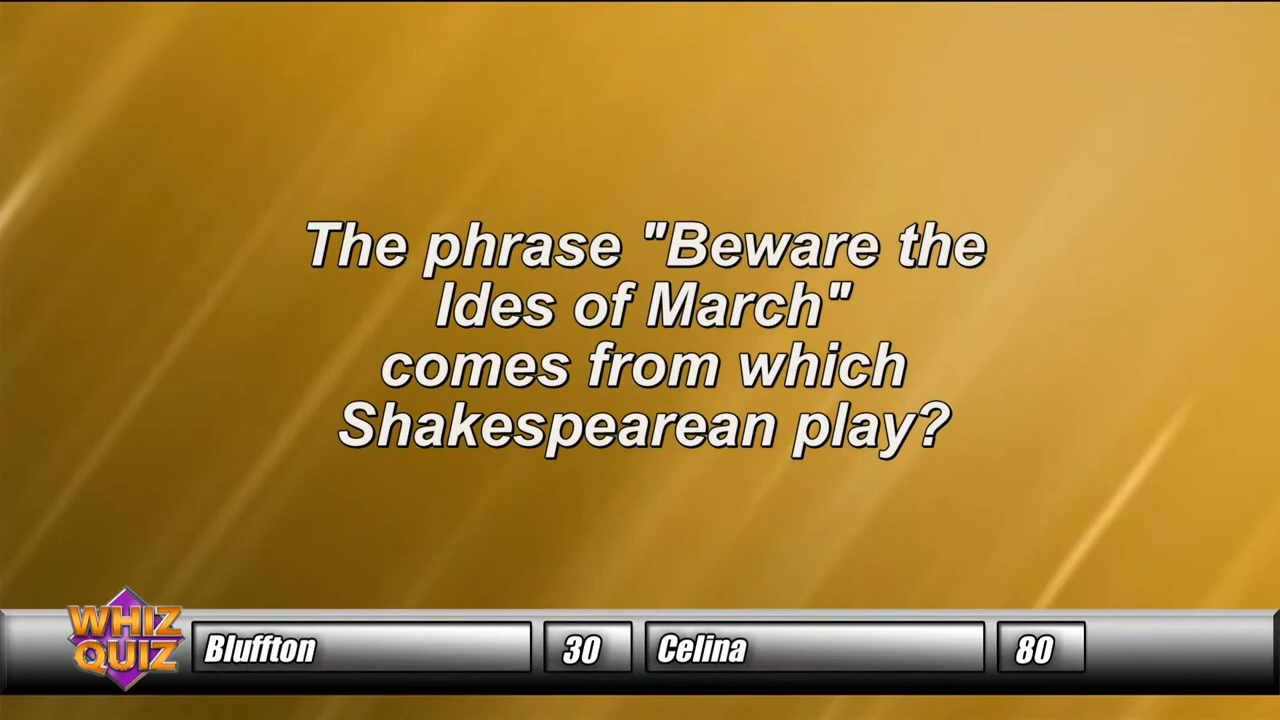 The phrase "Beware the
Ides of March"
comes from which
Shakespearean play?
WHIZ
QUIZ
Bluffton 30 Celina 80